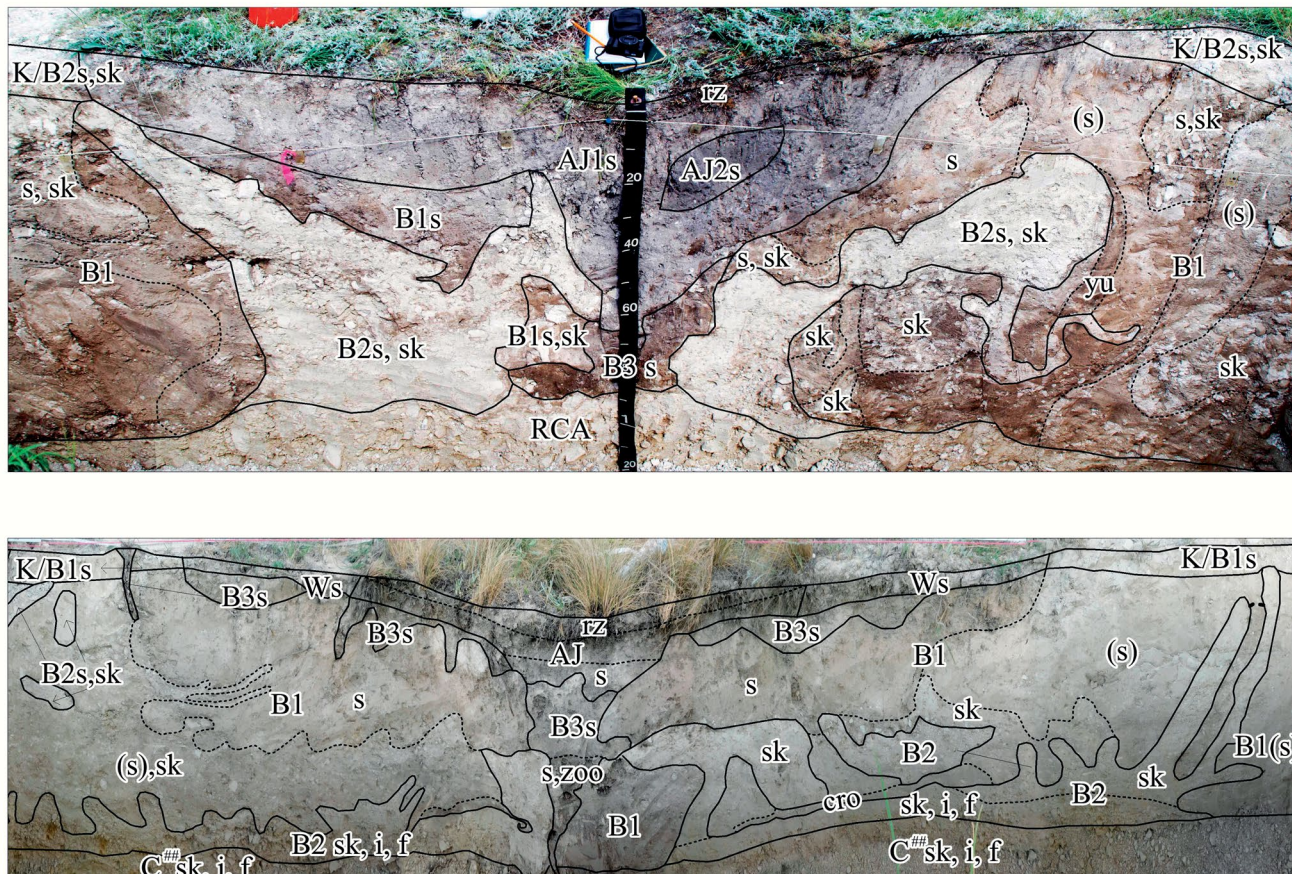 K/B2s,sk
rz
K/B2s,sk
(s)
s,sk
AJ1s
AJ2s
s
20
s, sk
B1s
(s)
B2s, sk
40
s, sk
B1
B1
yu
60
sk
sk
B1s,sk
B2s, sk
B3 s
sk
sk
RCA
20
K/B1s
K/B1s
Ws
Ws
B3s
rz
B3s
B3s
AJ
B1
(s)
s
B2s,sk
s
B1
s
sk
B3s
sk
B2
B1(s)
(s),sk
s,zoo
sk
B2
cro
sk, i, f
B1
B2 sk, i, f
C## sk, i, f
C## sk, i, f